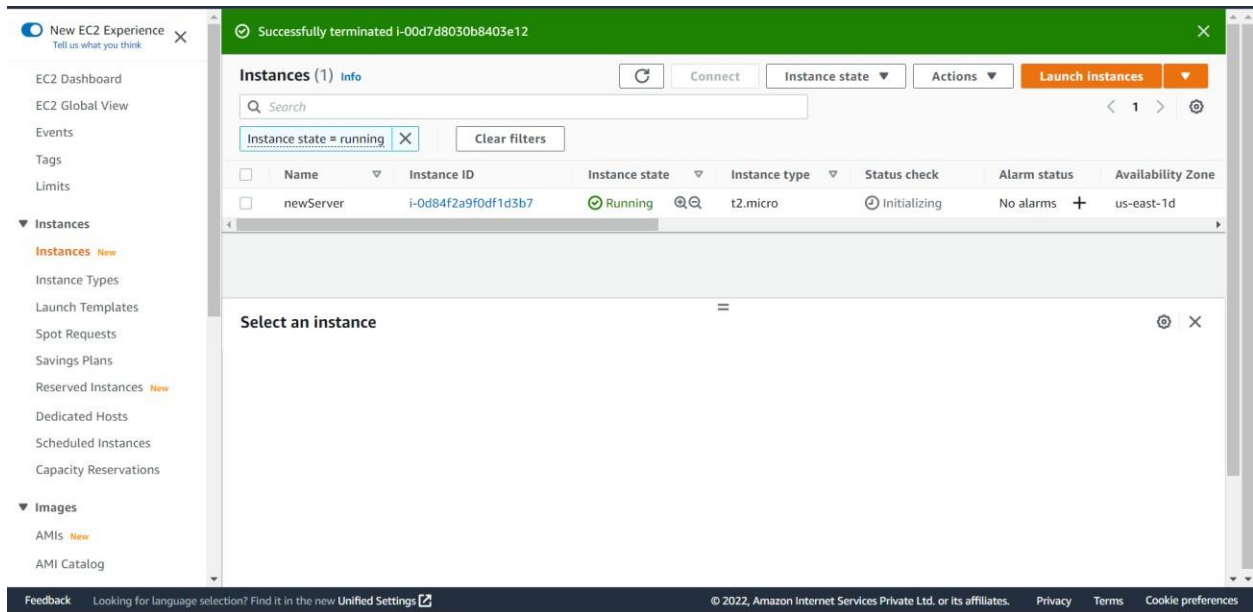 New EC2 Experience
Tell us what you think
EC2 Dashboard
EC2 Global View
Events
Tags
Limits
Instances
Instances New
Instance Types
Launch Templates
Spot Requests
Savings Plans
Reserved Instances New
Dedicated Hosts
Scheduled Instances
Capacity Reservations
Images
AMIs New
AMI Catalog
Successfully terminated i-00d7d8030b8403e12
Instances (1) Info
Connect
Instance state
Actions
Launch instances
Search
1
Instance state = running
Clear filters
Name Instance ID Instance state Instance type Status check Alarm status Availability Zone
newServer i-0d84f2a9f0df1d3b7 Running t2.micro Initializing No alarms us-east-1d
Select an instance
Feedback Looking for language selection? Find it in the new Unified Settings © 2022, Amazon Internet Services Private Ltd. or its affiliates. Privacy Terms Cookie preferences